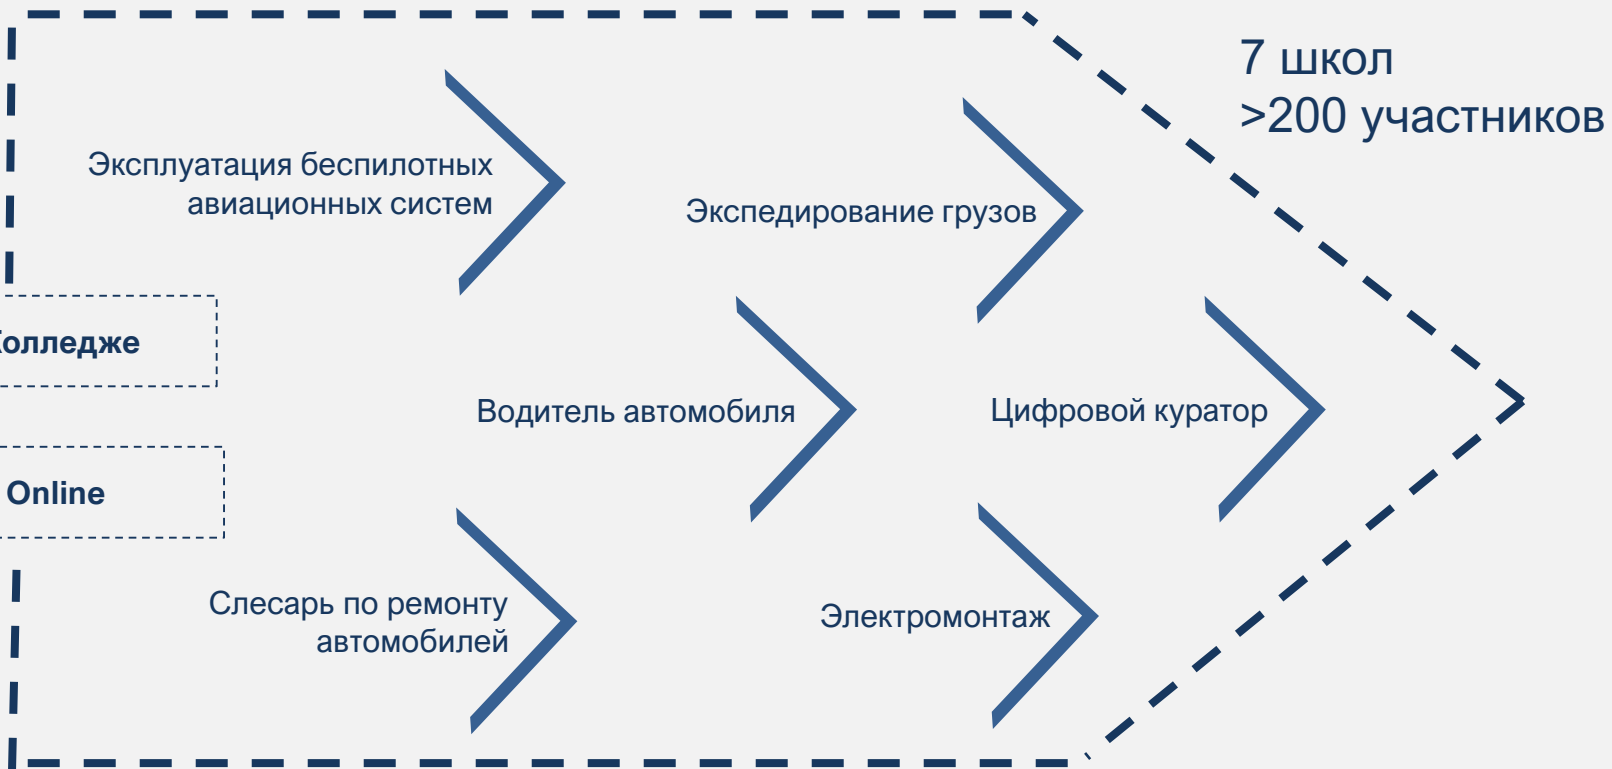 7 школ
>200 участников
Эксплуатация беспилотных
авиационных систем
Экспедирование грузов
Колледже
Водитель автомобиля
Цифровой куратор
Online
Слесарь по ремонту
автомобилей
Электромонтаж